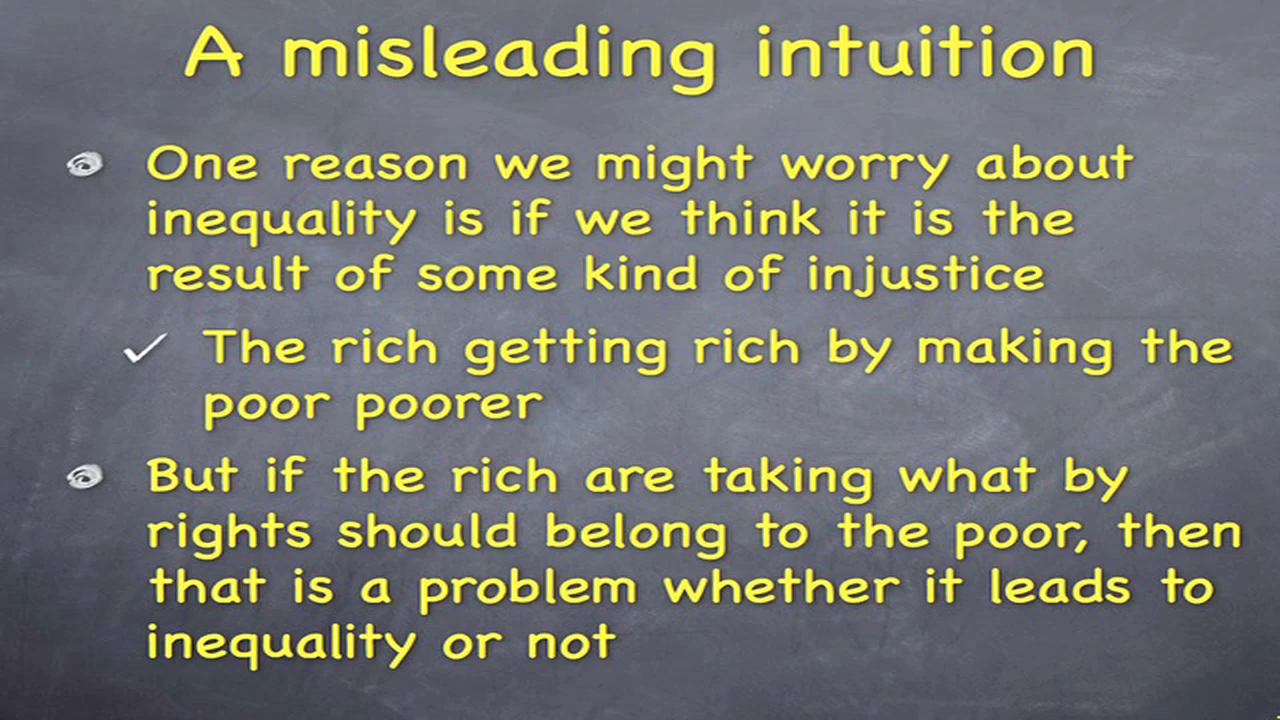 A misleading intuition
One reason we might worry about
inequality is if we think it is the
result of some kind of injustice
The rich getting rich by making the
poor poorer
But if the rich are taking what by
rights should belong to the poor, then
that is a problem whether it leads to
inequality or not